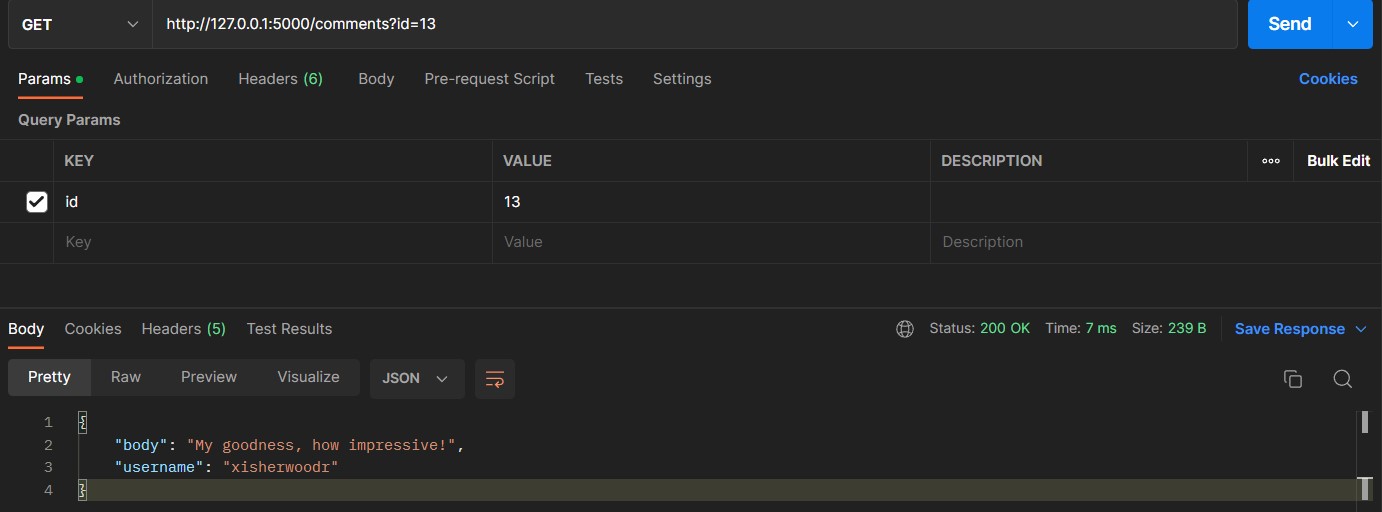 GET http://127.0.0.1:5000/comments?id=13 Send
Params Authorization Headers (6) Body Pre-request Script Tests Settings Cookies
Query Params
KEY VALUE DESCRIPTION Bulk Edit
id 13
Key Value Description
Body Cookies Headers (5) Test Results Status: 200 OK Time: 7 ms Size: 239 B Save Response
Pretty Raw Preview Visualize JSON
1 {
2 "body": "My goodness, how impressive!",
3 "username": "xisherwoodr"
4 }